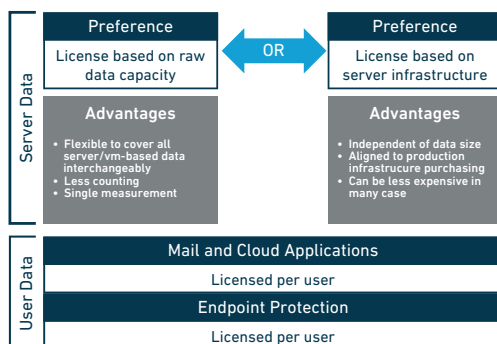 Server Data
Preference
License based on raw
data capacity
OR
Preference
License based on
server infrastructure
Advantages
• Flexible to cover all
server/vm-based data
interchangeably
• Less counting
• Single measurement
Advantages
• Independent of data size
• Aligned to production
infrastrucure purchasing
• Can be less expensive in
many case
User Data
Mail and Cloud Applications
Licensed per user
Endpoint Protection
Licensed per user